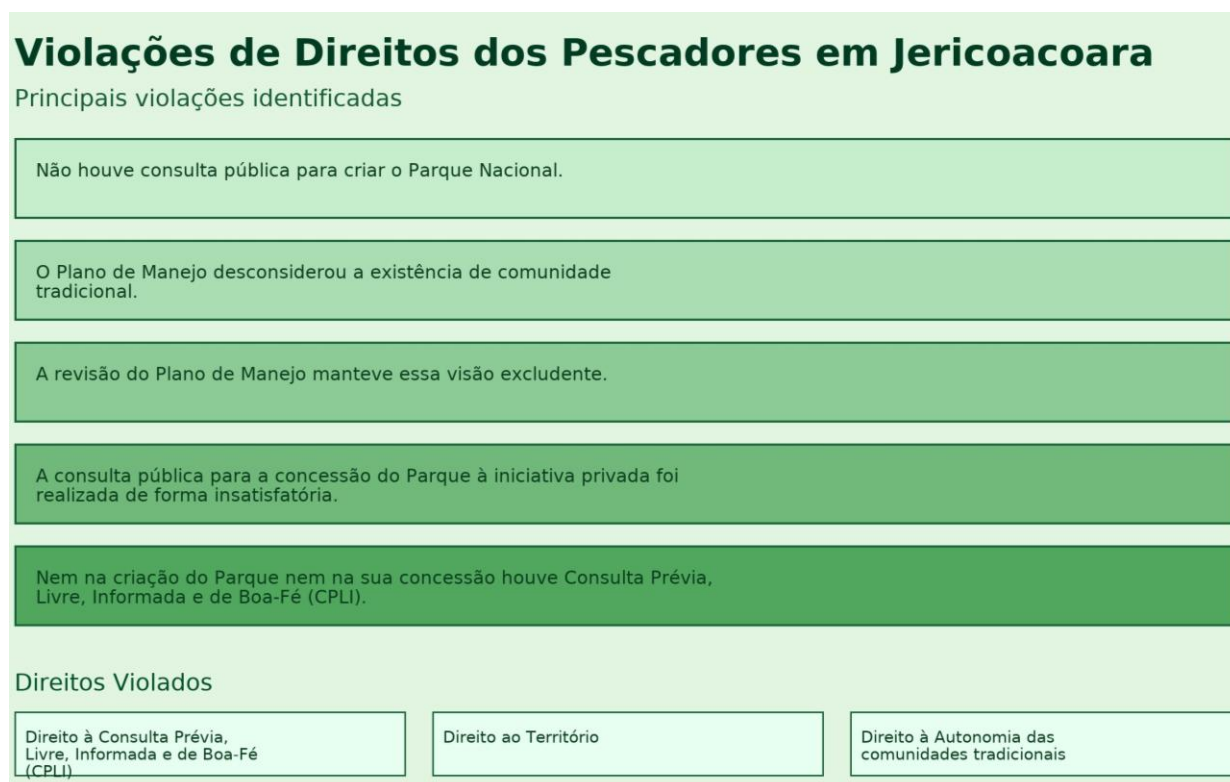 Violações de Direitos dos Pescadores em Jericoacoara
Principais violações identificadas
Não houve consulta pública para criar o Parque Nacional.
O Plano de Manejo desconsiderou a existência de comunidade
tradicional.
A revisão do Plano de Manejo manteve essa visão excludente.
A consulta pública para a concessão do Parque à iniciativa privada foi
realizada de forma insatisfatória.
Nem na criação do Parque nem na sua concessão houve Consulta Prévia,
Livre, Informada e de Boa-Fé (CPLI).
Direitos Violados
Direito à Consulta Prévia,
Livre, Informada e de Boa-Fé
(CPLI)
Direito ao Território
Direito à Autonomia das
comunidades tradicionais